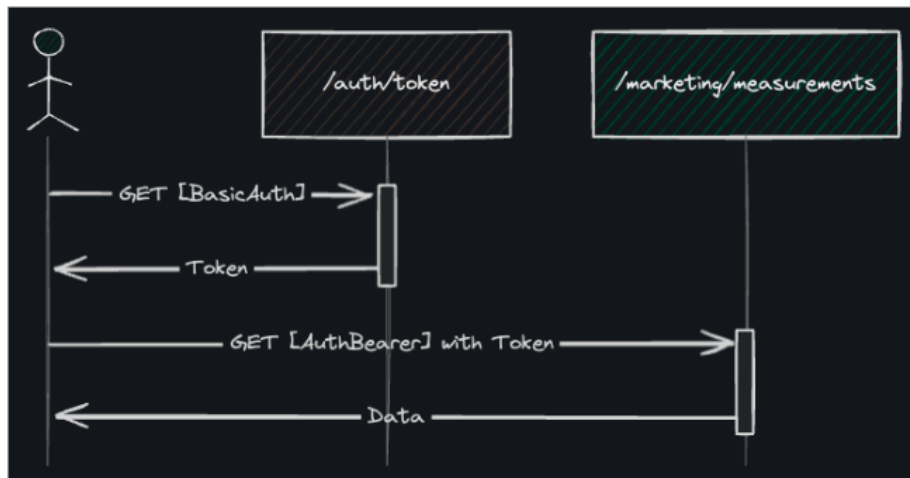 /auth/token
/marketing/measurements
GET [BasicAuth]
Token
GET [AuthBearer] with Token
Data